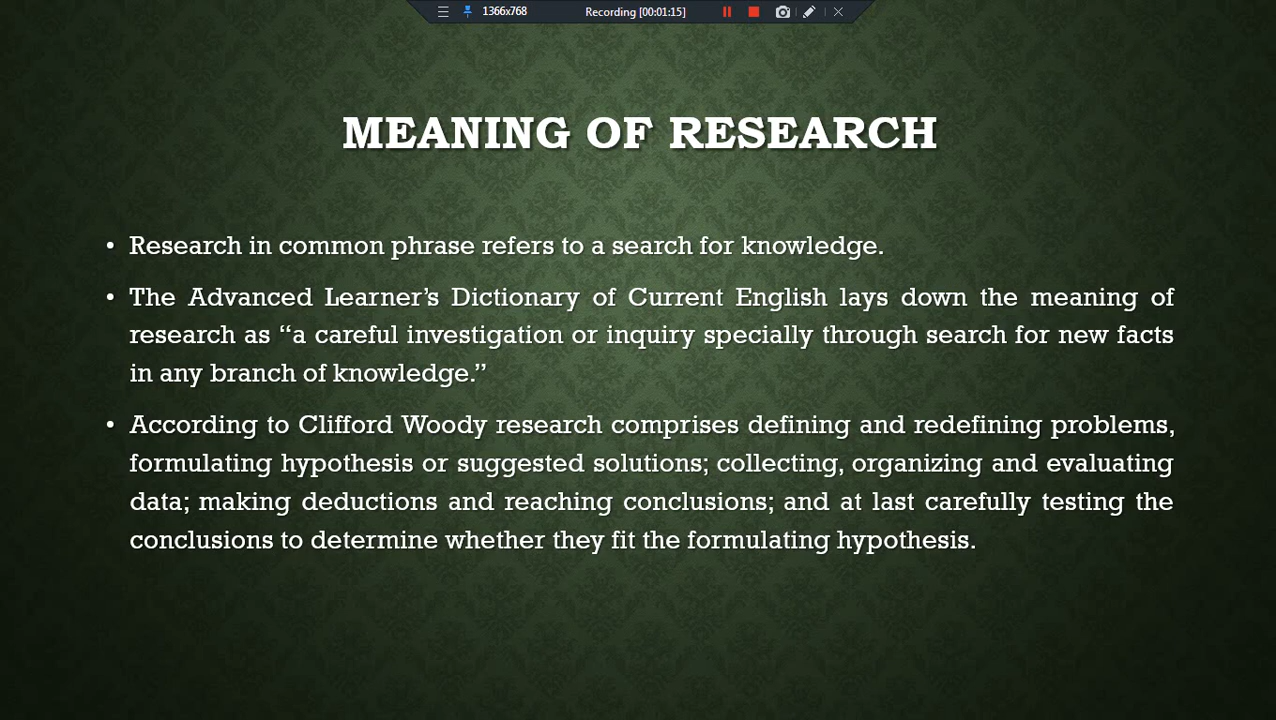 1366x768 Recording [00:01:15]
MEANING OF RESEARCH
• Research in common phrase refers to a search for knowledge.
• The Advanced Learner’s Dictionary of Current English lays down the meaning of
research as “a careful investigation or inquiry specially through search for new facts
in any branch of knowledge.”
• According to Clifford Woody research comprises defining and redefining problems,
formulating hypothesis or suggested solutions; collecting, organizing and evaluating
data; making deductions and reaching conclusions; and at last carefully testing the
conclusions to determine whether they fit the formulating hypothesis.